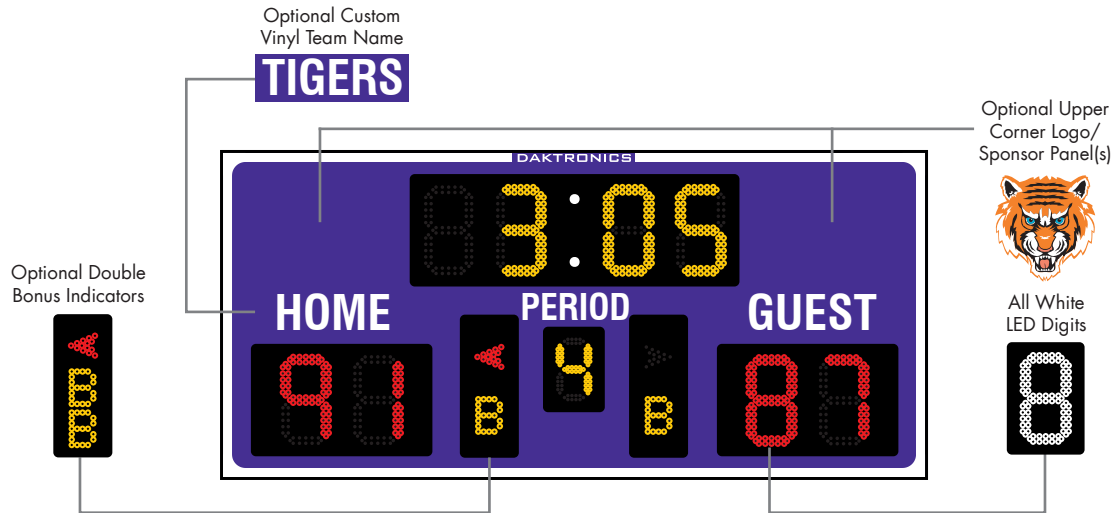 Optional Custom
Vinyl Team Name
TIGERS
Optional Upper
Corner Logo/
Sponsor Panel(s)
DAKTRONICS
3:05
Optional Double
Bonus Indicators
HOME
PERIOD
GUEST
All White
LED Digits
B
B
91
B
4
B
87
8